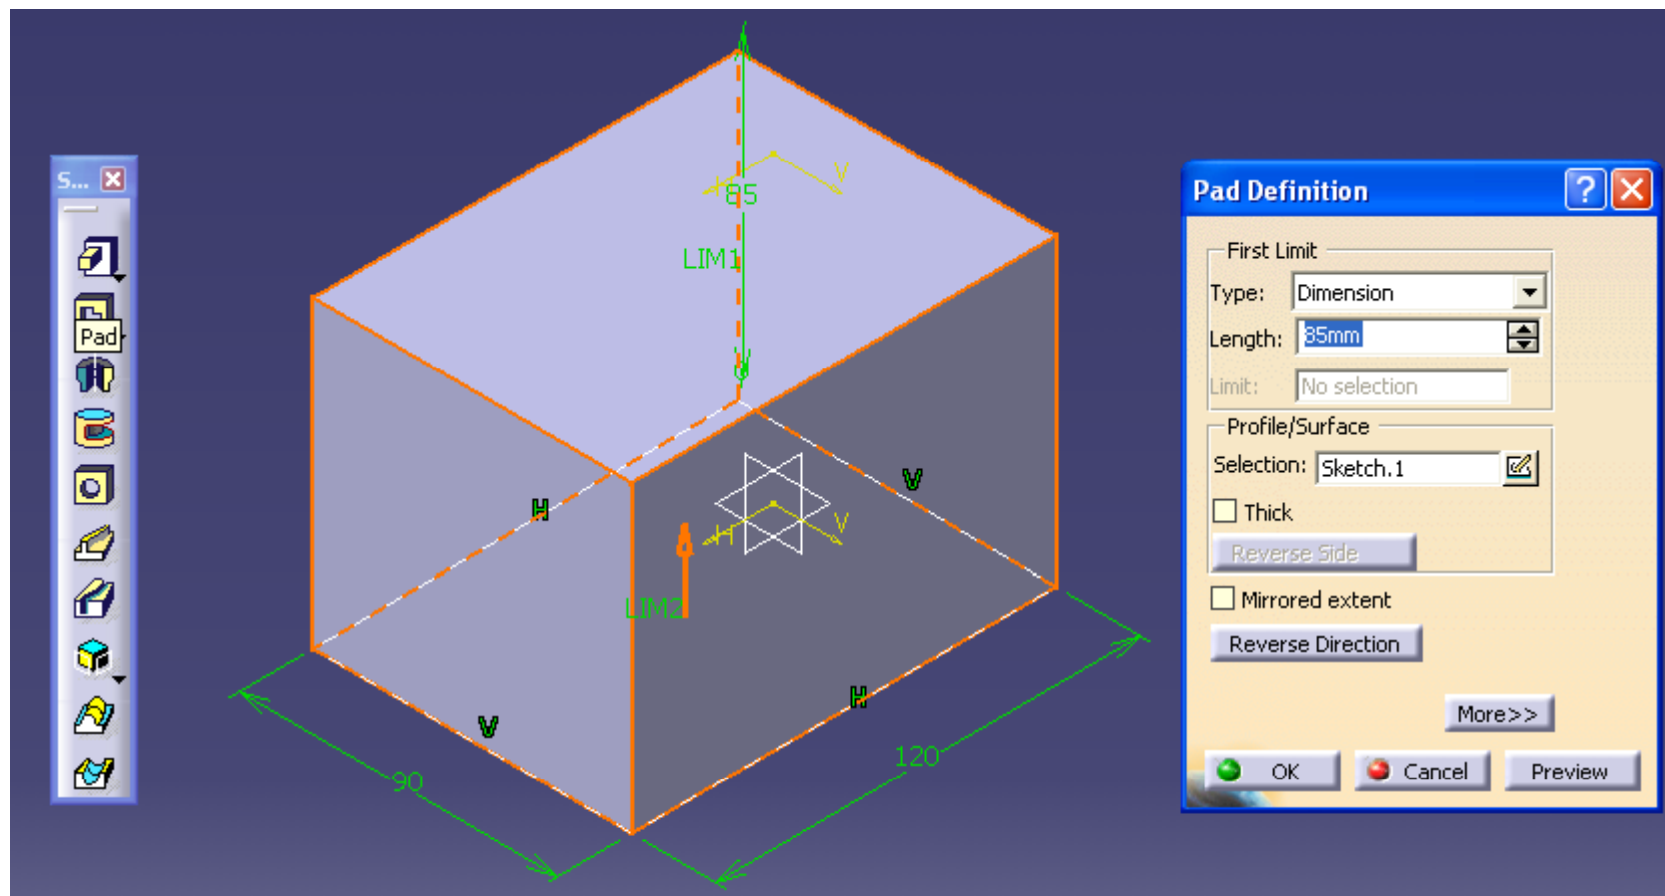 S...
Pad
85
LIM1
H
V
H
V
H
V
LIM2
V
H
90
120
Pad Definition
?
First Limit
Type: Dimension
Length: 85mm
Limit: No selection
Profile/Surface
Selection: Sketch.1
Thick
Reverse Side
Mirrored extent
Reverse Direction
More>>
OK Cancel Preview